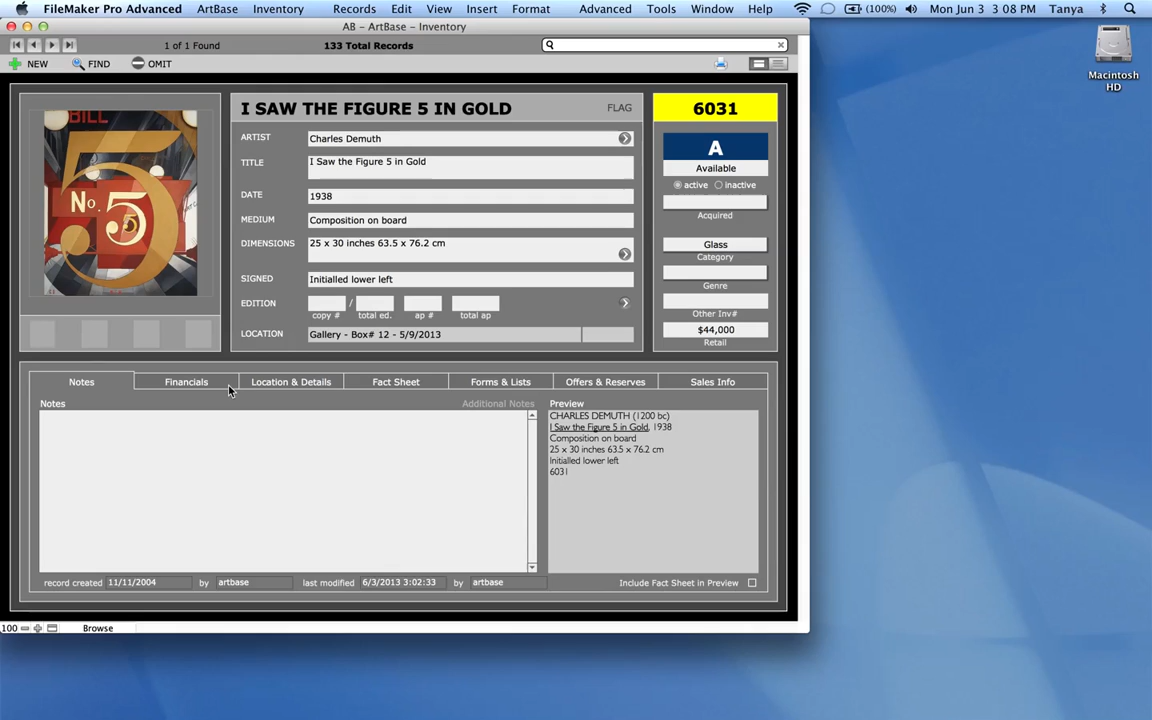 FileMaker Pro Advanced ArtBase Inventory Records Edit View Insert Format Advanced Tools Window Help (100%) Mon Jun 3 3:08 PM Tanya
AB – ArtBase - Inventory
1 of 1 Found 133 Total Records
NEW FIND OMIT
Macintosh HD
BILL
No. 5
5
5
I SAW THE FIGURE 5 IN GOLD FLAG
ARTIST Charles Demuth
TITLE I Saw the Figure 5 in Gold
DATE 1938
MEDIUM Composition on board
DIMENSIONS 25 x 30 inches 63.5 x 76.2 cm
SIGNED Initialled lower left
EDITION /
copy # total ed. ap # total ap
LOCATION Gallery - Box# 12 - 5/9/2013
6031
A
Available
active inactive
Acquired
Glass
Category
Genre
Other Inv#
$44,000
Retail
Notes Financials Location & Details Fact Sheet Forms & Lists Offers & Reserves Sales Info
Notes Additional Notes Preview
CHARLES DEMUTH (1200 bc)
I Saw the Figure 5 in Gold, 1938
Composition on board
25 x 30 inches 63.5 x 76.2 cm
Initialled lower left
6031
record created 11/11/2004 by artbase last modified 6/3/2013 3:02:33 by artbase Include Fact Sheet in Preview
100 Browse